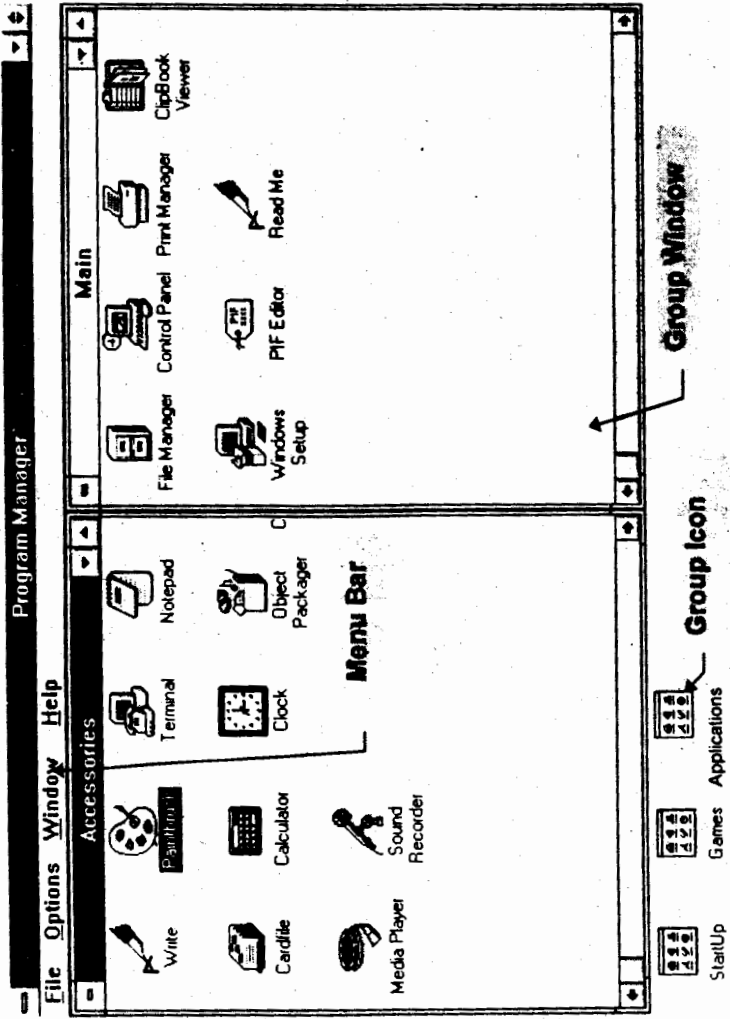 Program Manager
File Options Window Help
Accessories
Main
Write
Paintbrush
Terminal
Notepad
File Manager
Control Panel
Print Manager
ClipBook
Viewer
Cardfile
Calculator
Clock
Object
Packager
C
Windows
Setup
PIF Editor
Read Me
Media Player
Sound
Recorder
Menu Bar
StartUp
Games
Applications
Group Icon
Group Window